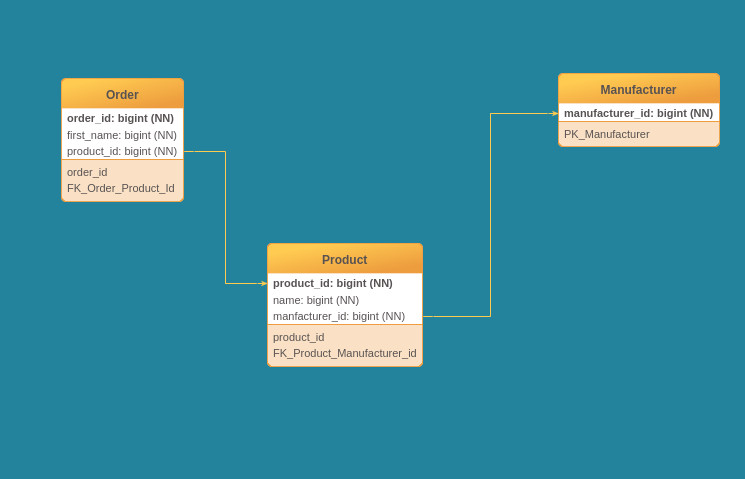 Order
order_id: bigint (NN)
first_name: bigint (NN)
product_id: bigint (NN)
order_id
FK_Order_Product_Id
Product
product_id: bigint (NN)
name: bigint (NN)
manfacturer_id: bigint (NN)
product_id
FK_Product_Manufacturer_id
Manufacturer
manufacturer_id: bigint (NN)
PK_Manufacturer